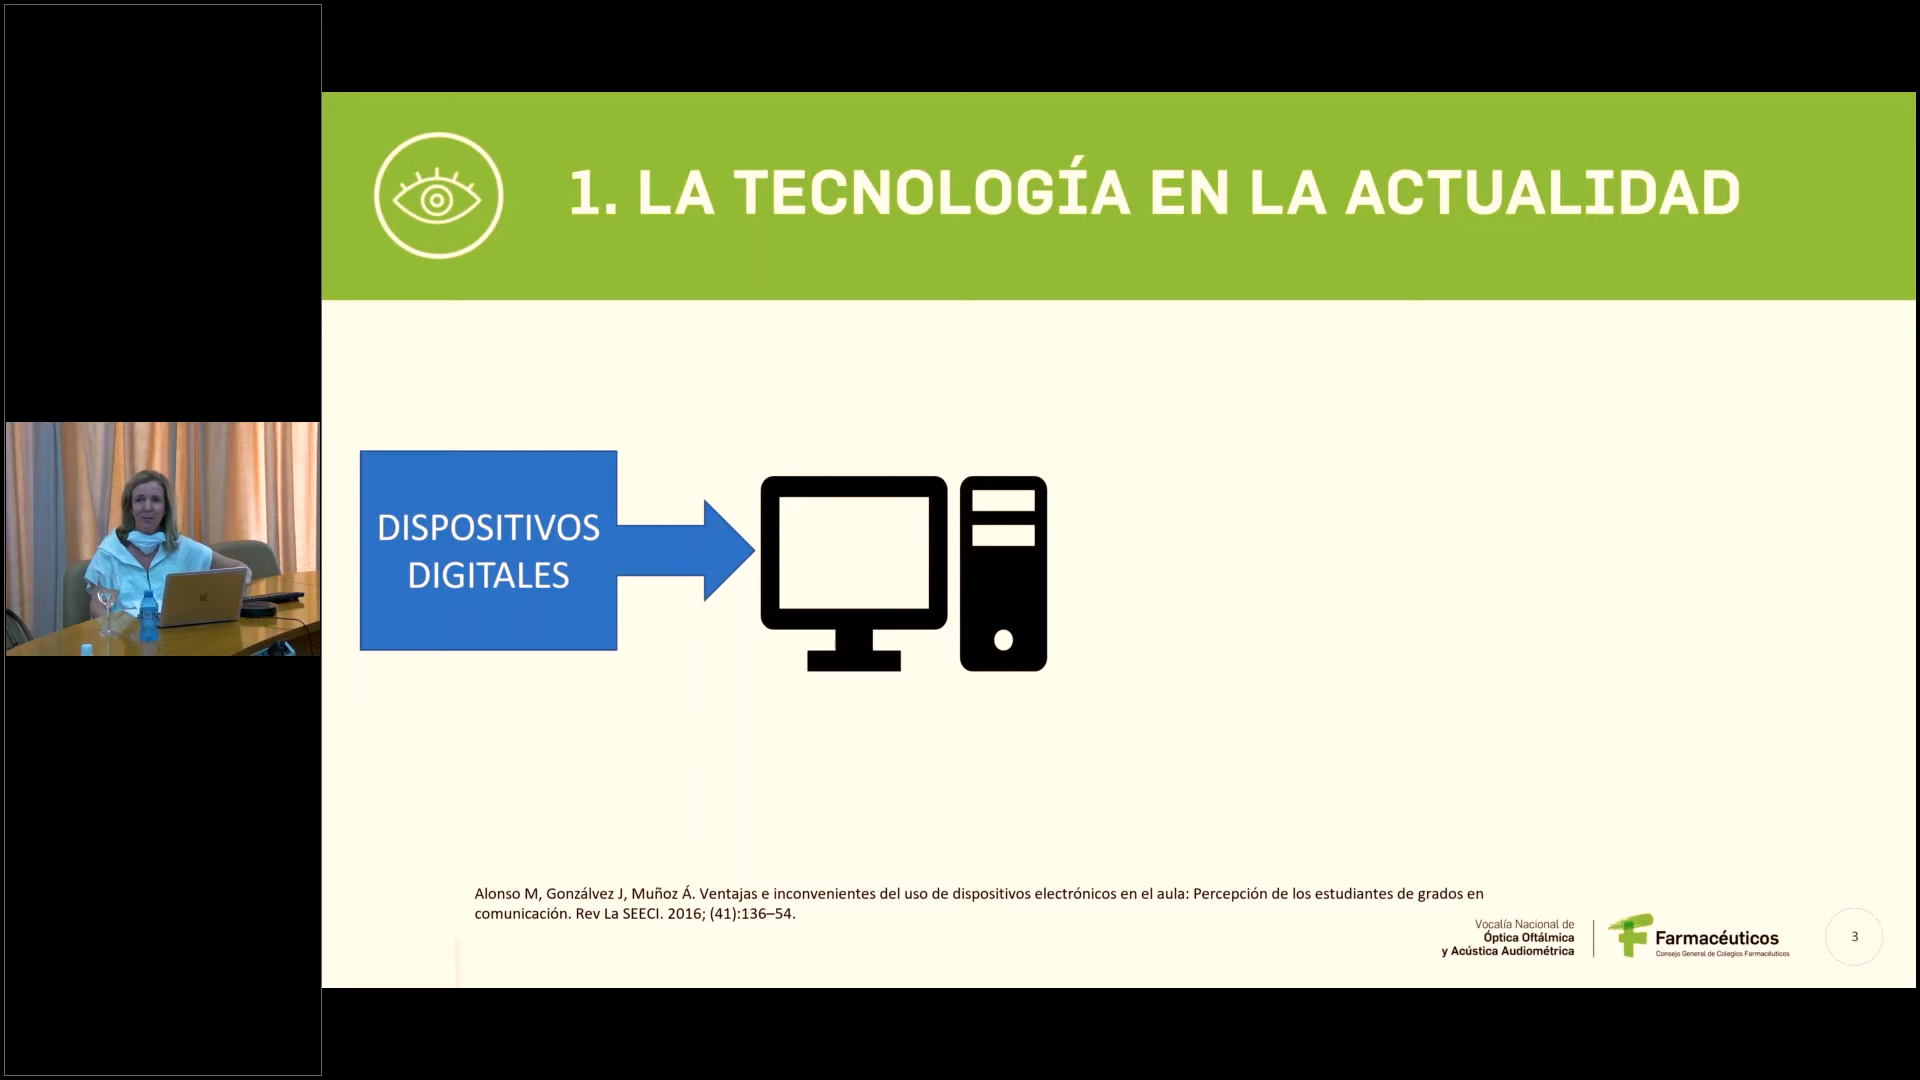 1. LA TECNOLOGÍA EN LA ACTUALIDAD
DISPOSITIVOS
DIGITALES
Alonso M, Gonzálvez J, Muñoz Á. Ventajas e inconvenientes del uso de dispositivos electrónicos en el aula: Percepción de los estudiantes de grados en
comunicación. Rev La SEECI. 2016; (41):136–54.
Vocalía Nacional de
Óptica Oftálmica
y Acústica Audiométrica
Farmacéuticos
Consejo General de Colegios Farmacéuticos
3